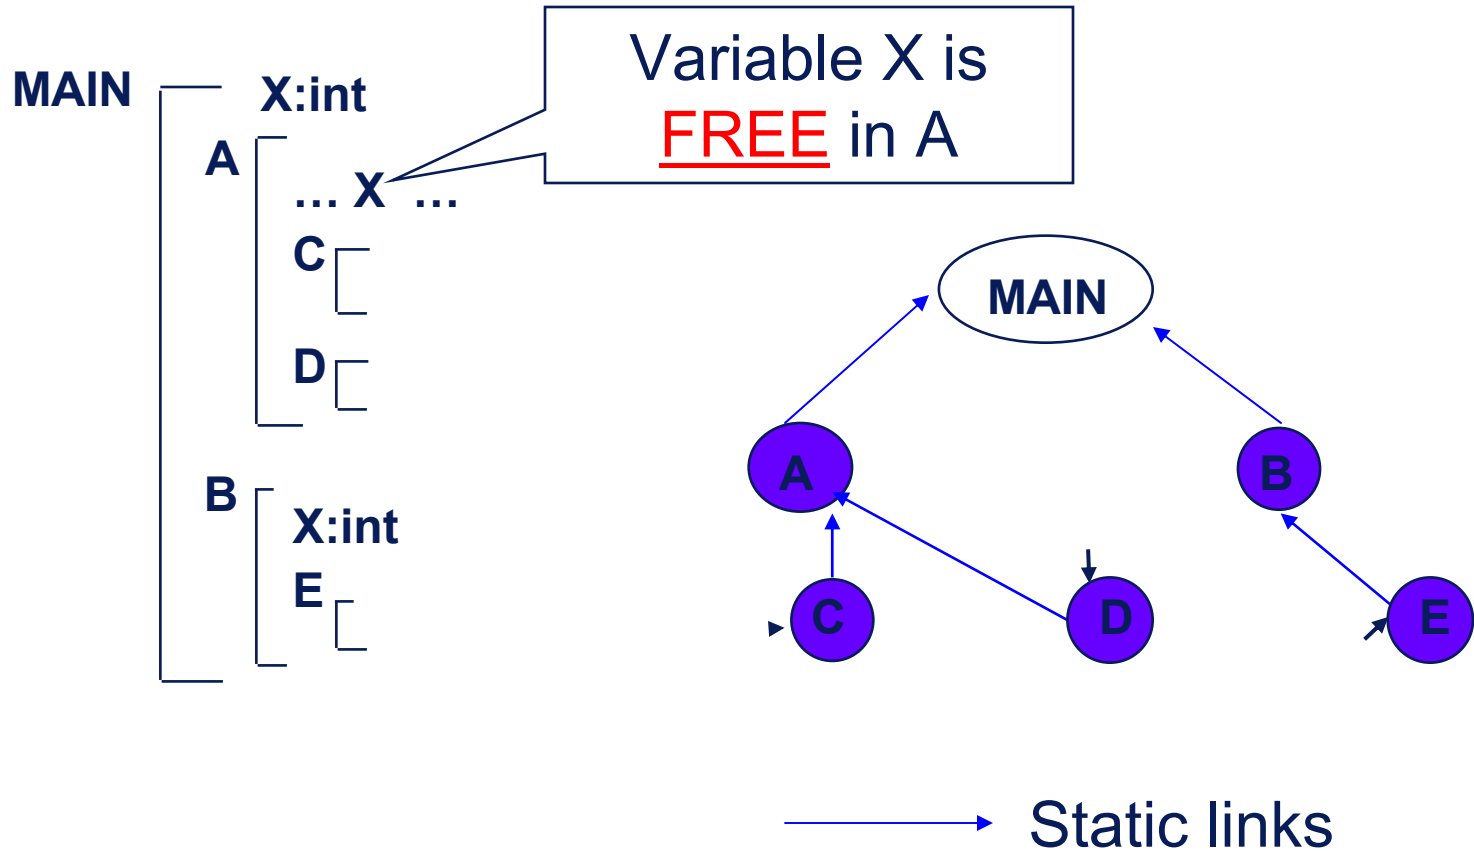 Variable X is
FREE in A
MAIN
X:int
A
... X ...
C
D
B
X:int
E
MAIN
A
B
C
D
E
Static links